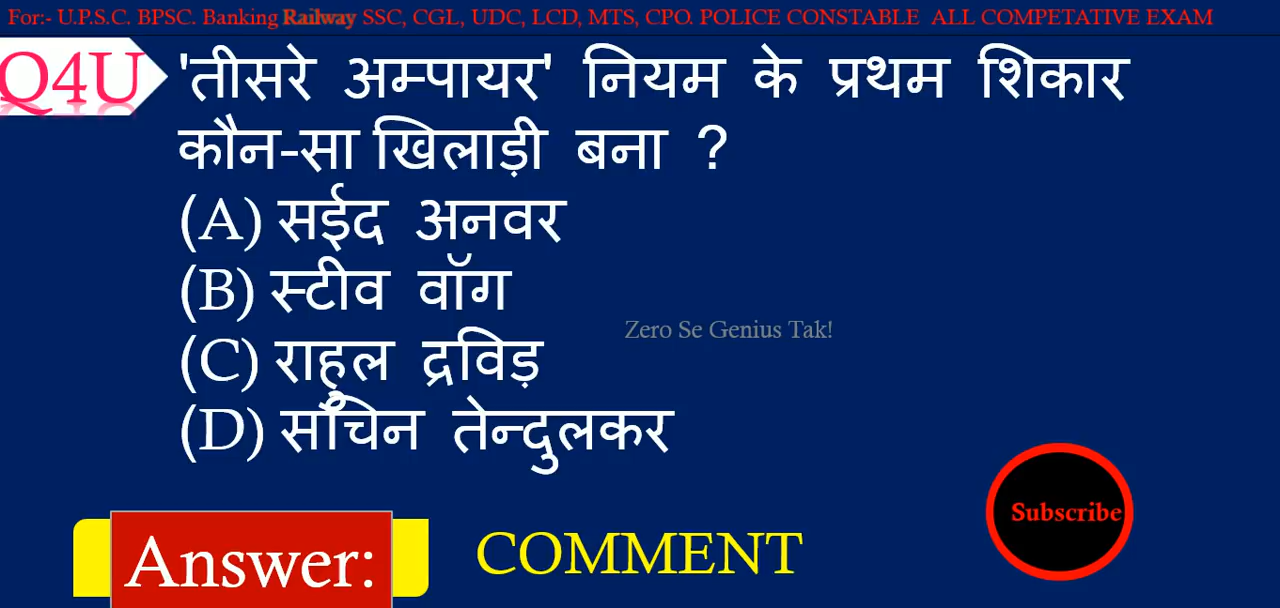 For:- U.P.S.C. BPSC. Banking Railway SSC, CGL, UDC, LCD, MTS, CPO. POLICE CONSTABLE ALL COMPETATIVE EXAM
Q4U 'तीसरे अम्पायर' नियम के प्रथम शिकार
कौन-सा खिलाड़ी बना ?
(A) सईद अनवर
(B) स्टीव वॉग
Zero Se Genius Tak!
(C) राहुल द्रविड़
(D) सचिन तेन्दुलकर
Subscribe
Answer: COMMENT